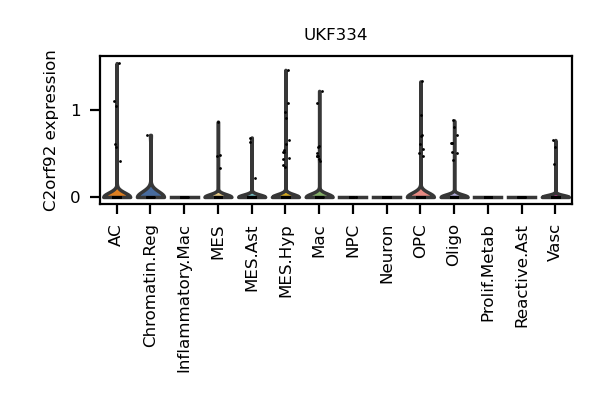 UKF334
C2orf92 expression
1
0
AC
Chromatin.Reg
Inflammatory.Mac
MES
MES.Ast
MES.Hyp
Mac
NPC
Neuron
OPC
Oligo
Prolif.Metab
Reactive.Ast
Vasc